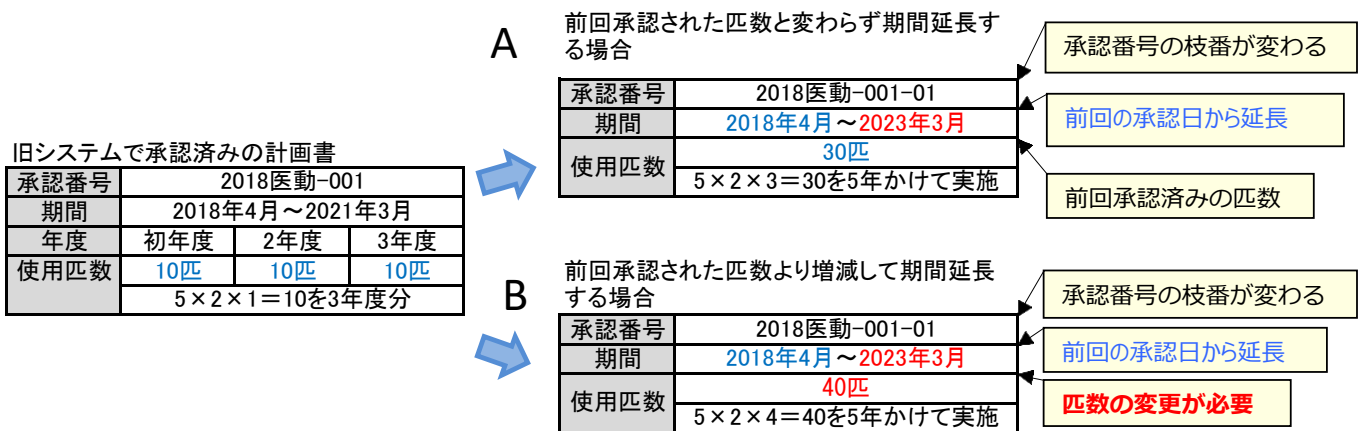 旧システムで承認済みの計画書
承認番号 2018医動-001
期間 2018年4月～2021年3月
年度 初年度 2年度 3年度
使用匹数 10匹 10匹 10匹
5×2×1＝10を3年度分
A
前回承認された匹数と変わらず期間延長す
る場合
承認番号 2018医動-001-01
期間 2018年4月～2023年3月
使用匹数 30匹
5×2×3＝30を5年かけて実施
承認番号の枝番が変わる
前回の承認日から延長
前回承認済みの匹数
B
前回承認された匹数より増減して期間延長
する場合
承認番号 2018医動-001-01
期間 2018年4月～2023年3月
使用匹数 40匹
5×2×4＝40を5年かけて実施
承認番号の枝番が変わる
前回の承認日から延長
匹数の変更が必要